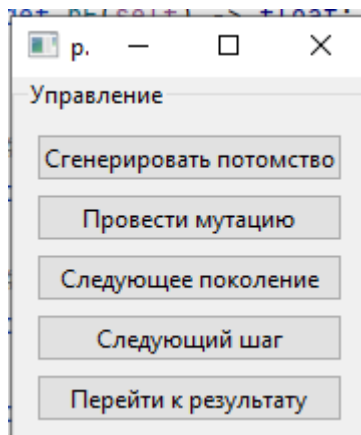 p.
Управление
Сгенерировать потомство
Провести мутацию
Следующее поколение
Следующий шаг
Перейти к результату